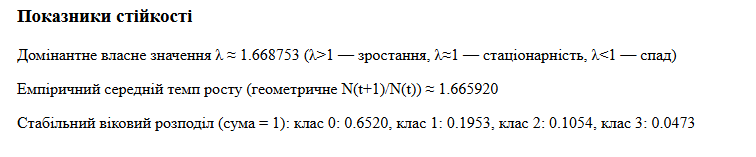 Показники стійкості
Домінантне власне значення λ ≈ 1.668753 (λ>1 — зростання, λ≈1 — стаціонарність, λ<1 — спад)
Емпіричний середній темп росту (геометричне N(t+1)/N(t)) ≈ 1.665920
Стабільний віковий розподіл (сума = 1): клас 0: 0.6520, клас 1: 0.1953, клас 2: 0.1054, клас 3: 0.0473